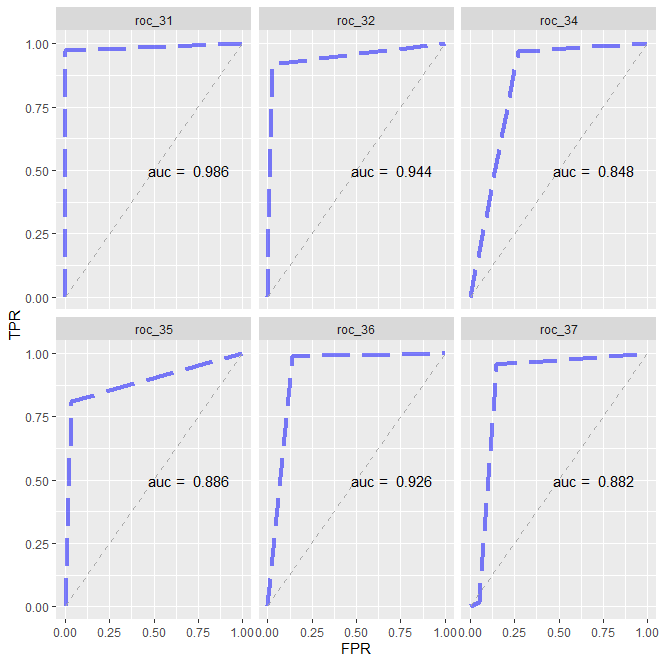 roc_31 roc_32 roc_34
1.00
0.75
auc = 0.986 auc = 0.944 auc = 0.848
0.50
0.25
0.00
TPR
roc_35 roc_36 roc_37
1.00
0.75
auc = 0.886 auc = 0.926 auc = 0.882
0.50
0.25
0.00
0.00 0.25 0.50 0.75 1.00 0.00 0.25 0.50 0.75 1.00 0.00 0.25 0.50 0.75 1.00
FPR